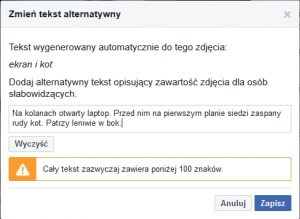 Zmień tekst alternatywny
Tekst wygenerowany automatycznie do tego zdjęcia:
ekran i kot
Dodaj alternatywny tekst opisujący zawartość zdjęcia dla osób
słabowidzących.
Na kolanach otwarty laptop. Przed nim na pierwszym planie siedzi zaspany
rudy kot. Patrzy leniwie w bok.
Wyczyść
Cały tekst zazwyczaj zawiera poniżej 100 znaków.
Anuluj Zapisz